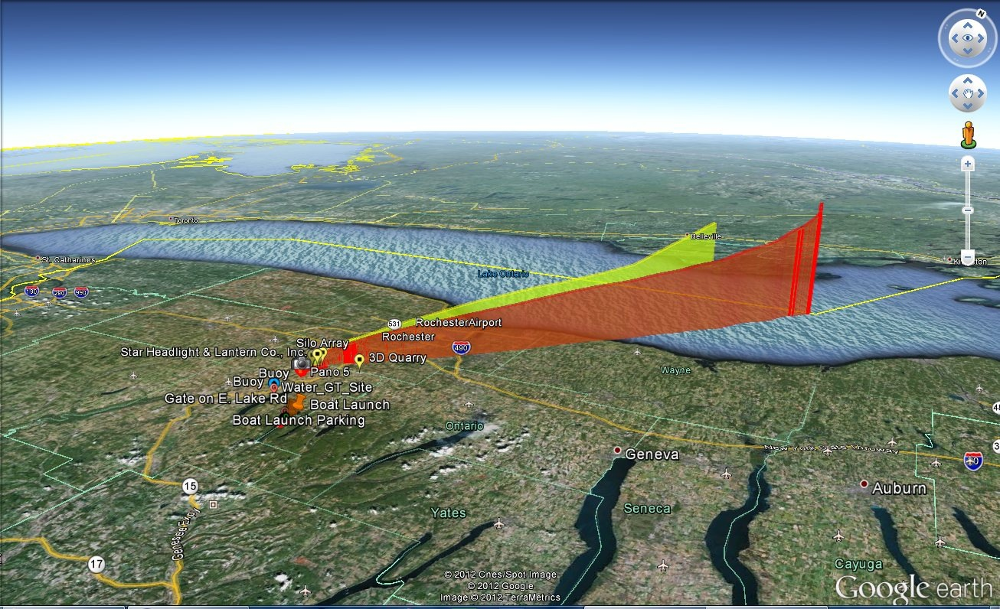 N
Toronto
St. Catharines
Belleville
Lake Ontario
190
290
990
531
RochesterAirport
Rochester
490
Silo Array
Star Headlight & Lantern Co., Inc.
3D Quarry
Buoy
Pano 5
Wayne
Buoy
Water_GT_Site
Gate on E. Lake Rd
Boat Launch
Boat Launch Parking
Ontario
New York State Thruway
Geneva
15
Auburn
Yates
Seneca
Genesee Expy
17
Cayuga
© 2012 Cnes/Spot Image
© 2012 Google
Image © 2012 TerraMetrics
Google earth